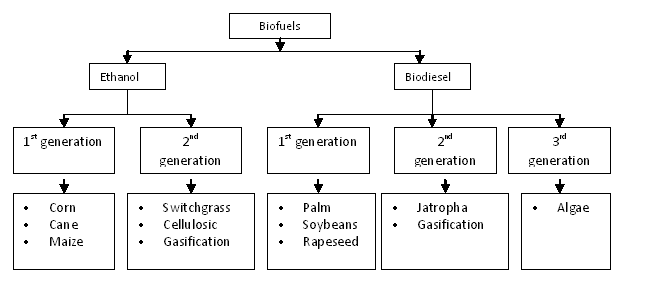 Biofuels
Ethanol
Biodiesel
1st generation
2nd
generation
1st generation
2nd
generation
3rd
generation
• Corn
• Cane
• Maize
• Switchgrass
• Cellulosic
• Gasification
• Palm
• Soybeans
• Rapeseed
• Jatropha
• Gasification
• Algae